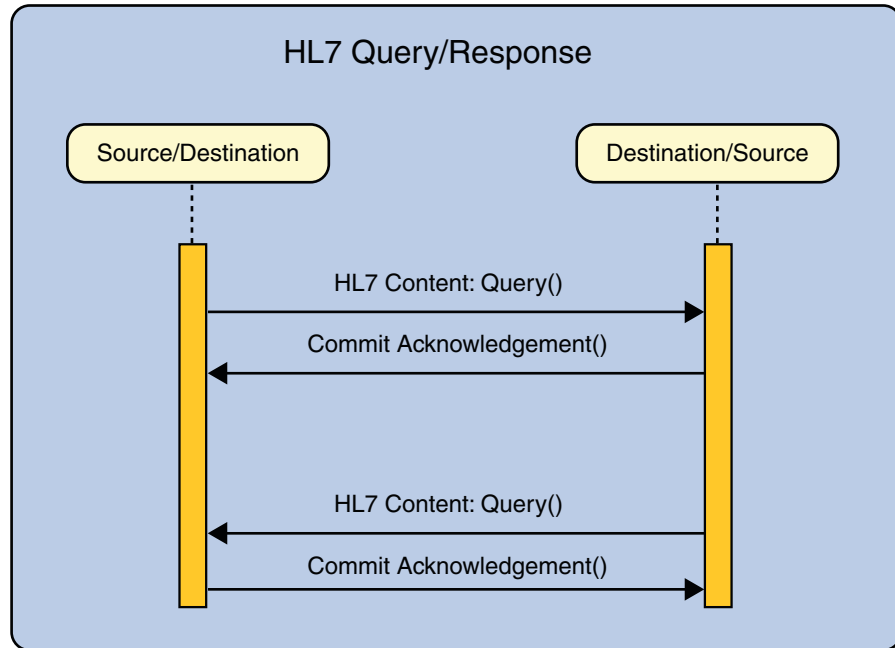 HL7 Query/Response
Source/Destination
Destination/Source
HL7 Content: Query()
Commit Acknowledgement()
HL7 Content: Query()
Commit Acknowledgement()